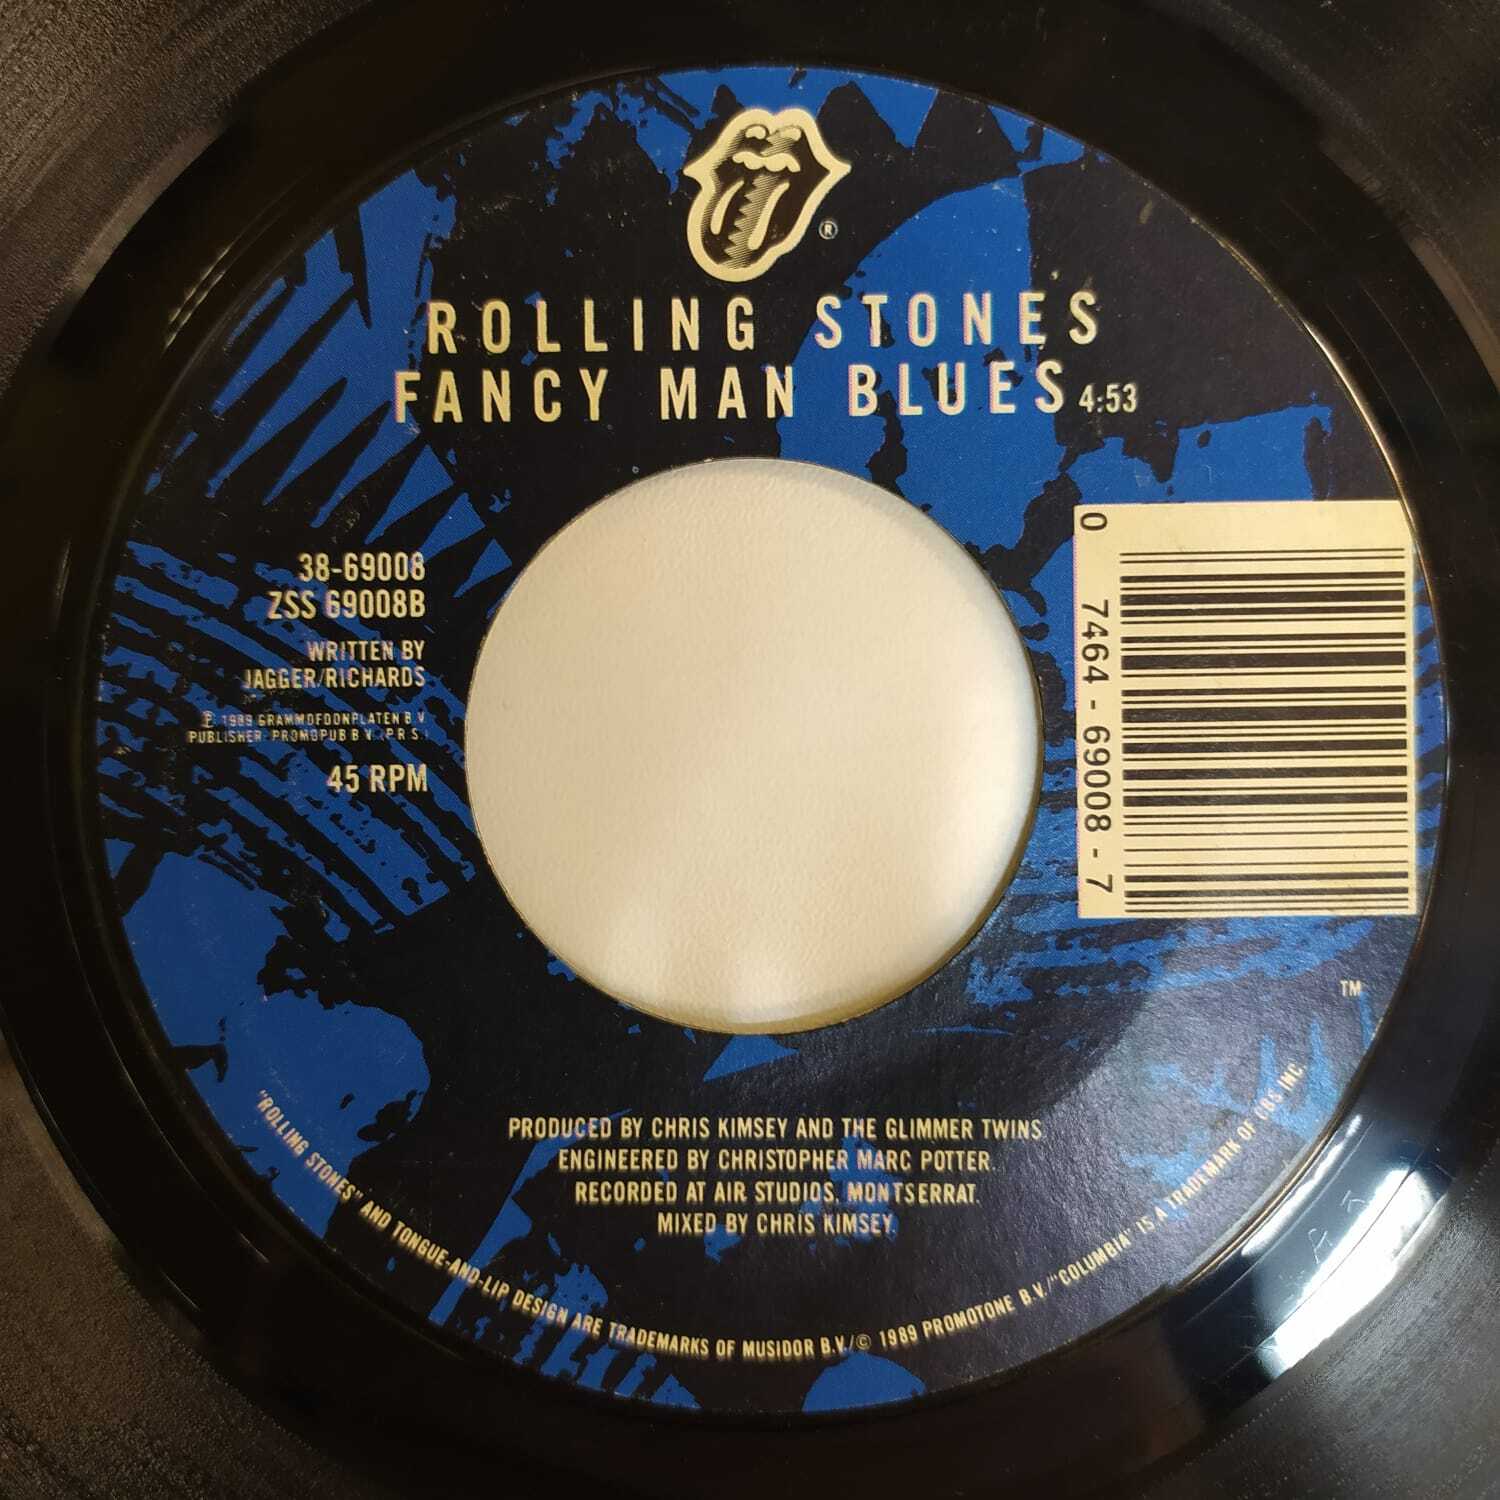 ®
ROLLING STONES
FANCY MAN BLUES 4:53
38-69008
ZSS 69008B
WRITTEN BY
JAGGER/RICHARDS
℗ 1989 GRAMMOFOONPLATEN B.V.
PUBLISHER: PROMOPUB B.V. (P.R.S.)
45 RPM
0 7464-69008-7
TM
PRODUCED BY CHRIS KIMSEY AND THE GLIMMER TWINS
ENGINEERED BY CHRISTOPHER MARC POTTER.
RECORDED AT AIR STUDIOS, MONTSERRAT.
MIXED BY CHRIS KIMSEY.
"ROLLING STONES" AND TONGUE-AND-LIP DESIGN ARE TRADEMARKS OF MUSIDOR B.V./© 1989 PROMOTONE B.V./"COLUMBIA" IS A TRADEMARK OF CBS INC.